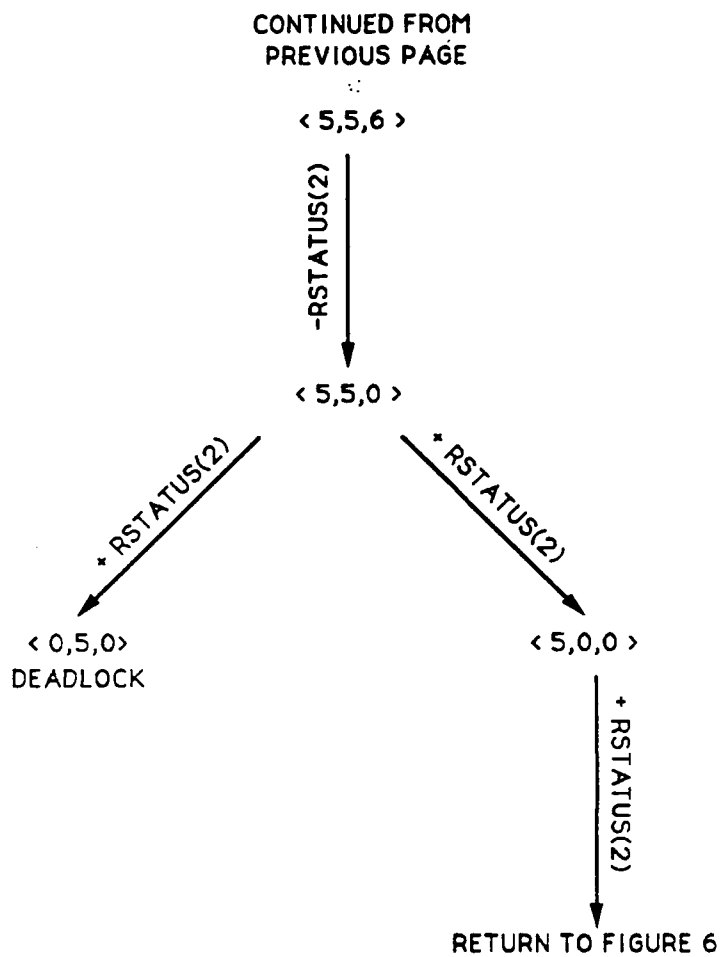 CONTINUED FROM
PREVIOUS PAGE
< 5,5,6 >
-RSTATUS(2)
< 5,5,0 >
+ RSTATUS(2)
+ RSTATUS(2)
< 0,5,0>
DEADLOCK
< 5,0,0 >
+ RSTATUS(2)
RETURN TO FIGURE 6